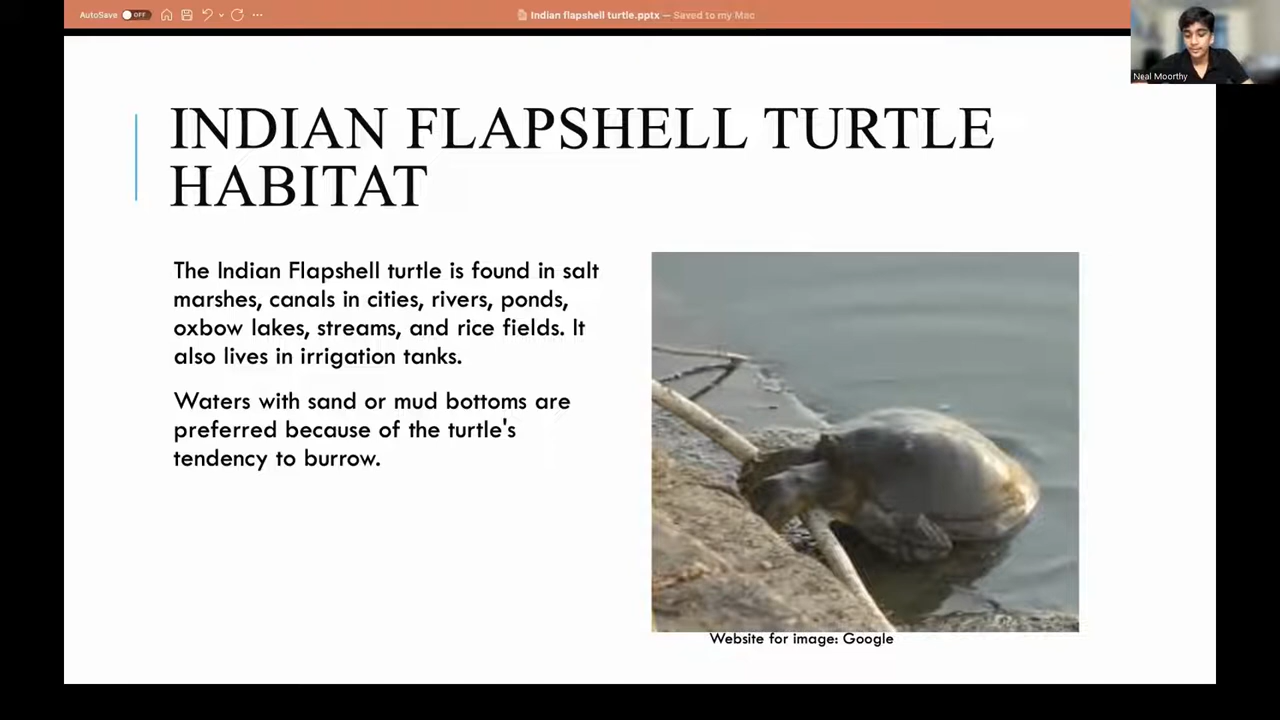 AutoSave OFF
Indian flapshell turtle.pptx — Saved to my Mac
Neal Moorthy
INDIAN FLAPSHELL TURTLE
HABITAT
The Indian Flapshell turtle is found in salt
marshes, canals in cities, rivers, ponds,
oxbow lakes, streams, and rice fields. It
also lives in irrigation tanks.
Waters with sand or mud bottoms are
preferred because of the turtle's
tendency to burrow.
Website for image: Google